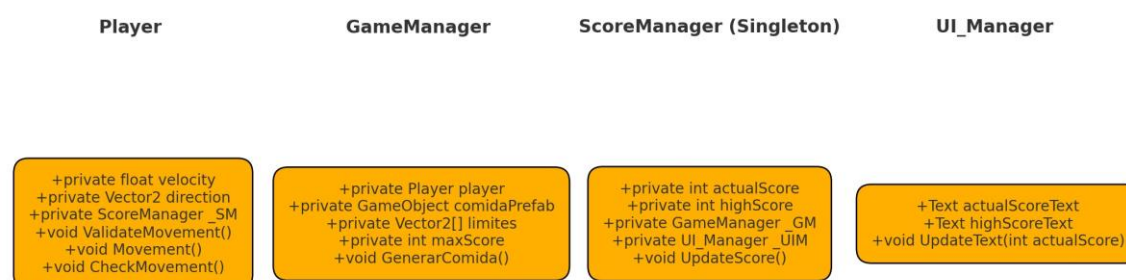 Player
GameManager
ScoreManager (Singleton)
UI_Manager
+private float velocity
+private Vector2 direction
+private ScoreManager _SM
+void ValidateMovement()
+void Movement()
+void CheckMovement()
+private Player player
+private GameObject comidaPrefab
+private Vector2[] limites
+private int maxScore
+void GenerarComida()
+private int actualScore
+private int highScore
+private GameManager _GM
+private UI_Manager _UIM
+void UpdateScore()
+Text actualScoreText
+Text highScoreText
+void UpdateText(int actualScore)